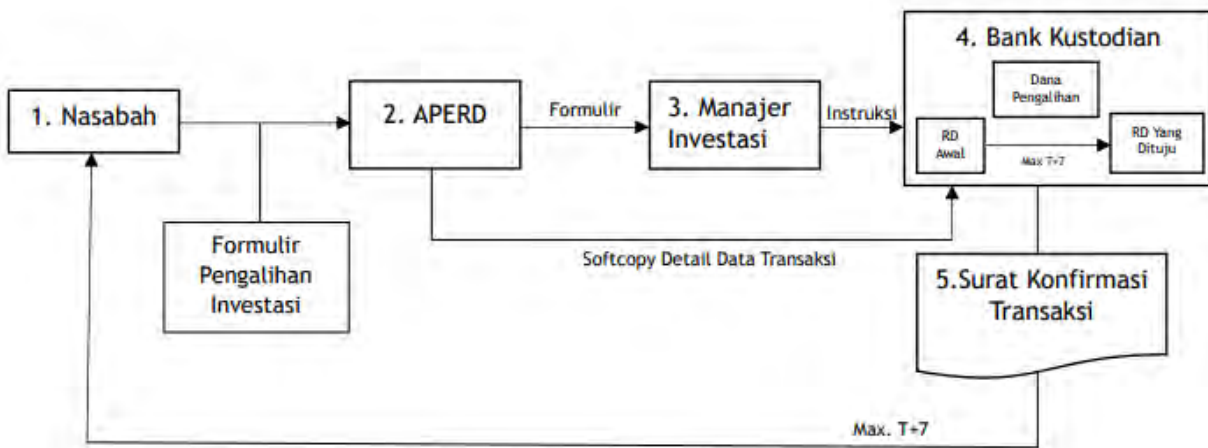 4. Bank Kustodian
Dana
Pengalihan
1. Nasabah
2. APERD
Formulir
3. Manajer
Investasi
Instruksi
RD
Awal
Max T+7
RD Yang
Dituju
Formulir
Pengalihan
Investasi
Softcopy Detail Data Transaksi
5.Surat Konfirmasi
Transaksi
Max. T+7